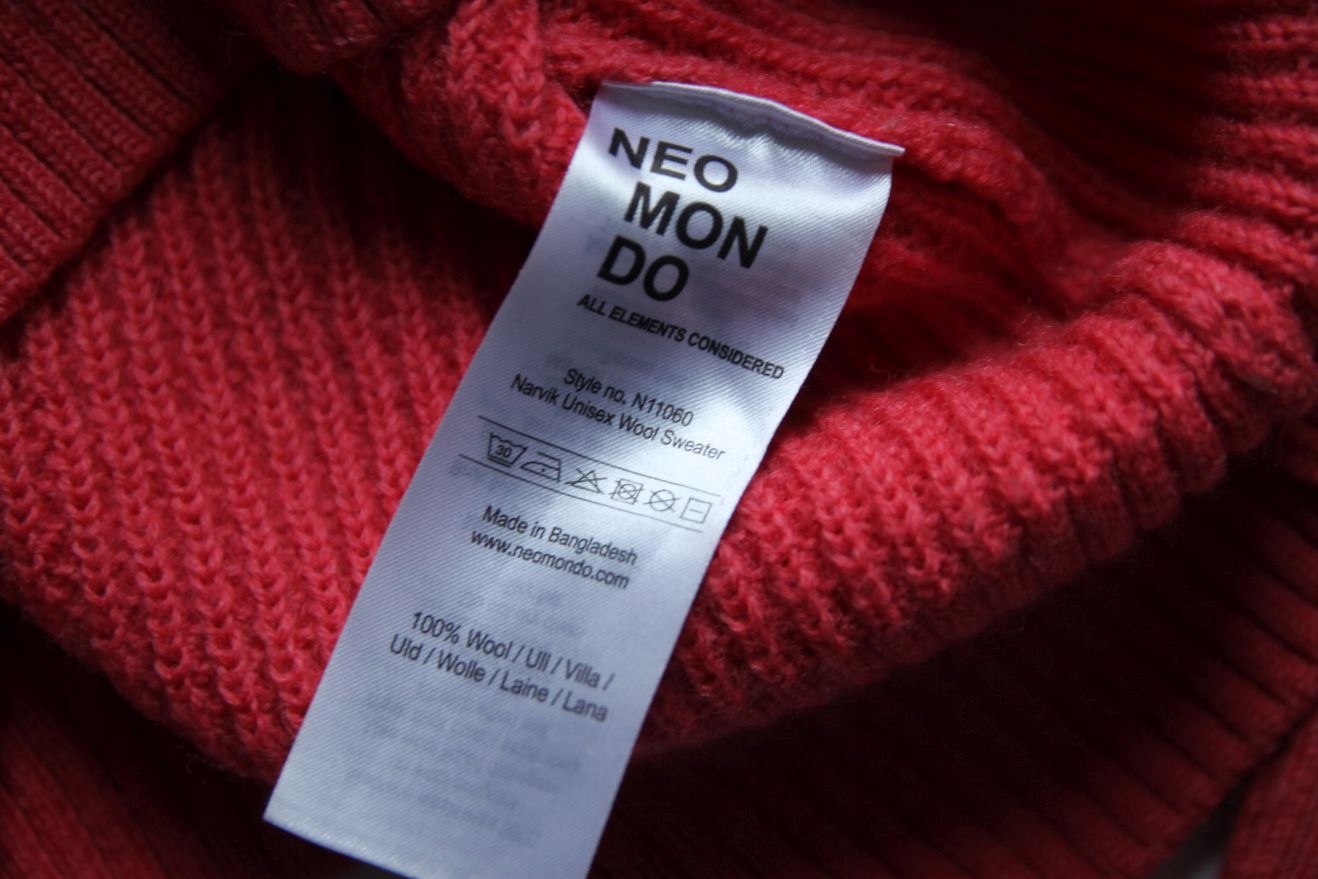 NEO
MON
DO
ALL ELEMENTS CONSIDERED
Style no. N11060
Narvik Unisex Wool Sweater
30
Made in Bangladesh
www.neomondo.com
100% Wool / Ull / Villa /
Uld / Wolle / Laine / Lana